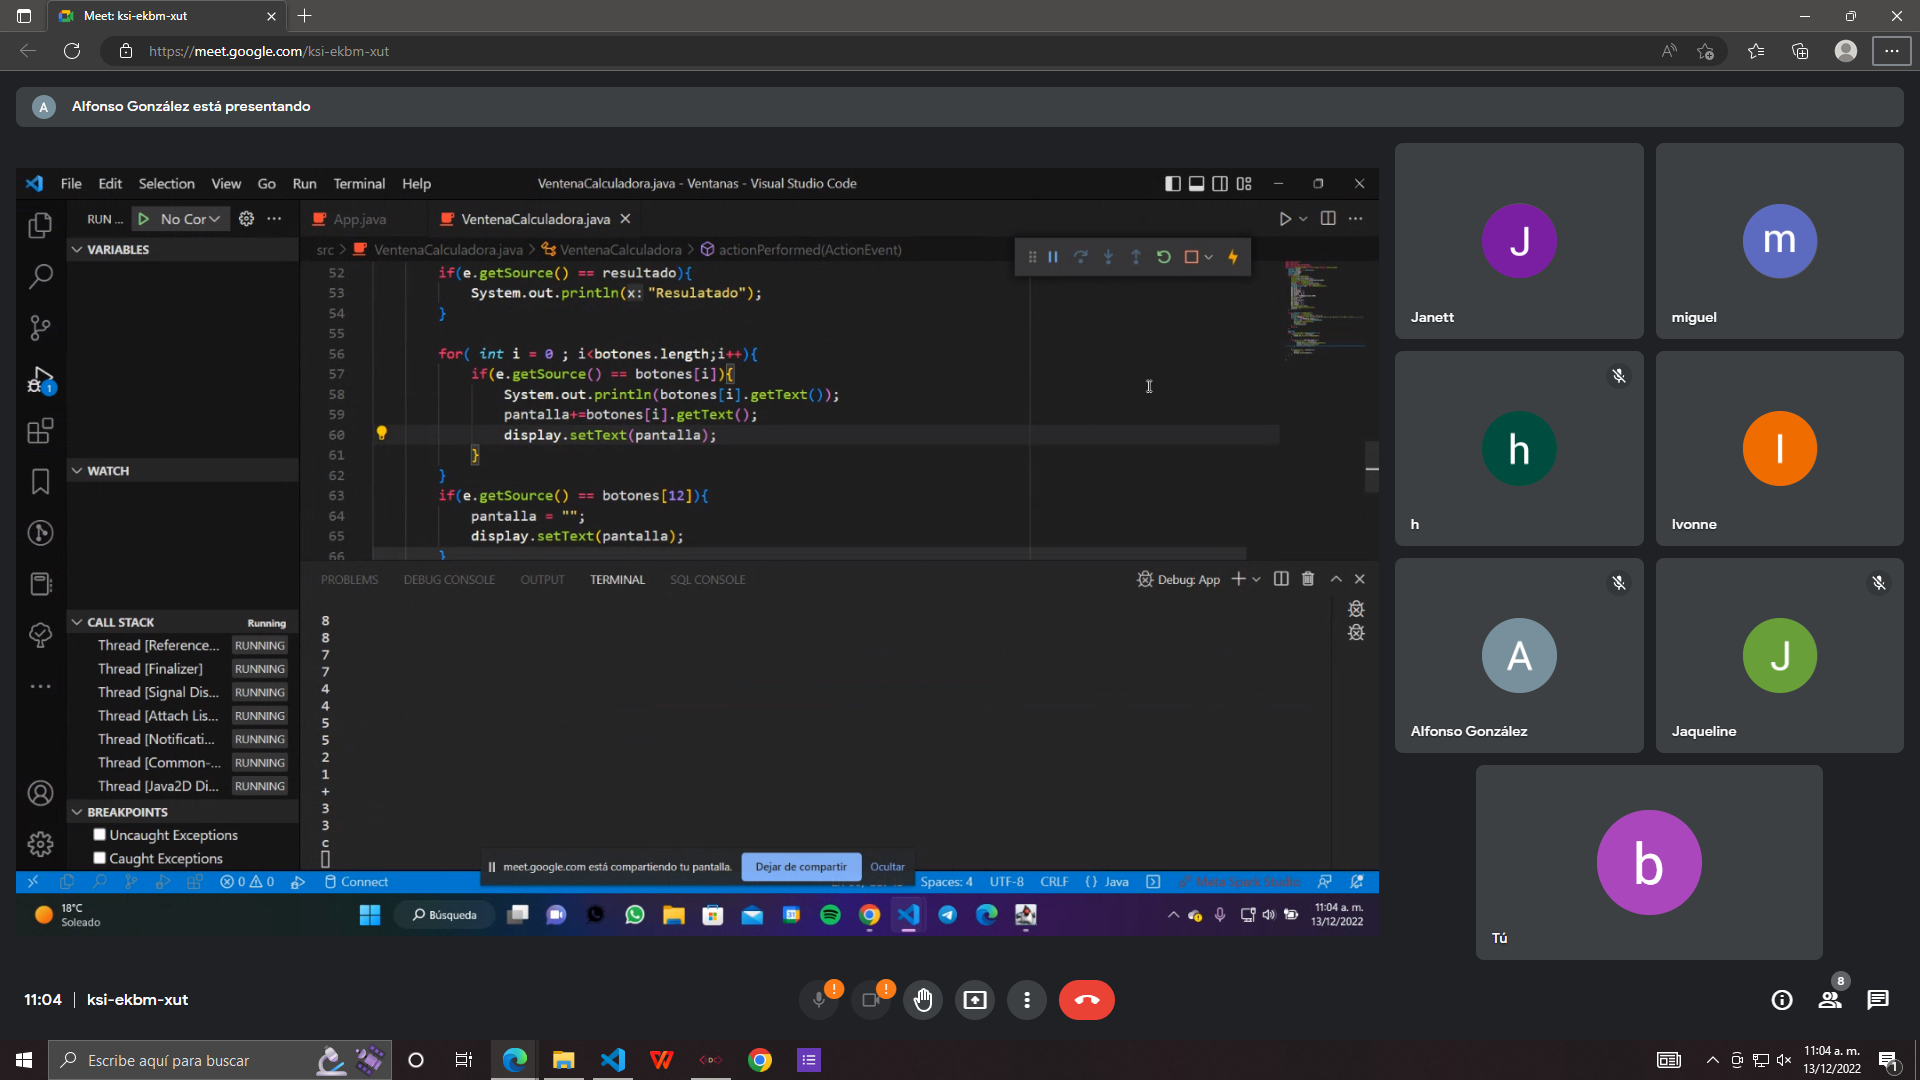 Meet: ksi-ekbm-xut
https://meet.google.com/ksi-ekbm-xut
A Alfonso González está presentando
File Edit Selection View Go Run Terminal Help VentenaCalculadora.java - Ventanas - Visual Studio Code
RUN ... No Cor
App.java VentenaCalculadora.java
src > VentenaCalculadora.java > VentenaCalculadora > actionPerformed(ActionEvent)
VARIABLES
WATCH
CALL STACK Running
Thread [Reference... RUNNING
Thread [Finalizer] RUNNING
Thread [Signal Dis... RUNNING
Thread [Attach Lis... RUNNING
Thread [Notificati... RUNNING
Thread [Common-... RUNNING
Thread [Java2D Di... RUNNING
BREAKPOINTS
Uncaught Exceptions
Caught Exceptions
1
52 if(e.getSource() == resultado){
53 System.out.println(x: "Resulatado");
54 }
55
56 for( int i = 0 ; i<botones.length;i++){
57 if(e.getSource() == botones[i]){
58 System.out.println(botones[i].getText());
59 pantalla+=botones[i].getText();
60 display.setText(pantalla);
61 }
62 }
63 if(e.getSource() == botones[12]){
64 pantalla = "";
65 display.setText(pantalla);
66 }
PROBLEMS DEBUG CONSOLE OUTPUT TERMINAL SQL CONSOLE Debug: App
8
8
7
7
4
4
5
5
2
1
+
3
3
c
meet.google.com está compartiendo tu pantalla. Dejar de compartir Ocultar
0 0 Connect Spaces: 4 UTF-8 CRLF {} Java
18°C
Soleado
Búsqueda
11:04 a. m.
13/12/2022
J
Janett
m
miguel
h
h
I
Ivonne
A
Alfonso González
J
Jaqueline
b
Tú
11:04 | ksi-ekbm-xut
8
Escribe aquí para buscar
11:04 a. m.
13/12/2022
1